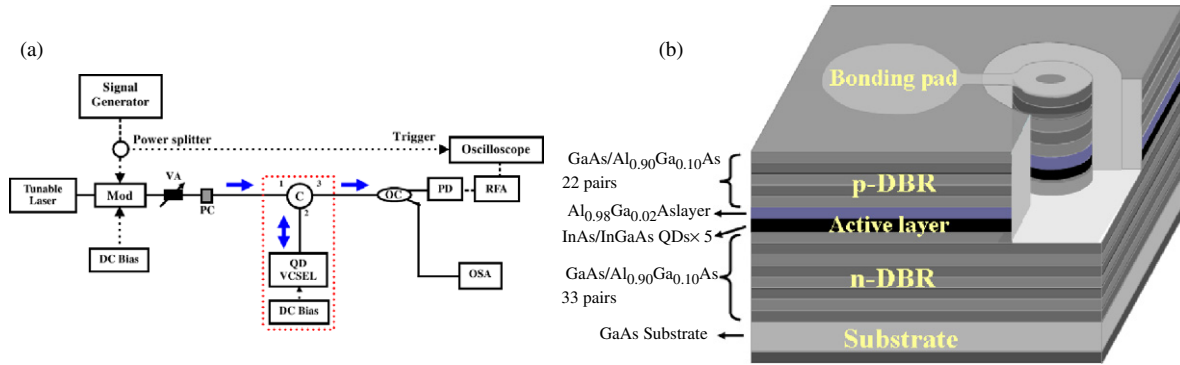 (a)
Signal
Generator
Power splitter
Trigger
Oscilloscope
Tunable
Laser
Mod
VA
PC
1
C
3
2
OC
PD
RFA
DC Bias
QD
VCSEL
DC Bias
OSA
(b)
Bonding pad
GaAs/Al0.90Ga0.10As
22 pairs
p-DBR
Al0.98Ga0.02Aslayer
Active layer
InAs/InGaAs QDs× 5
GaAs/Al0.90Ga0.10As
33 pairs
n-DBR
GaAs Substrate
Substrate